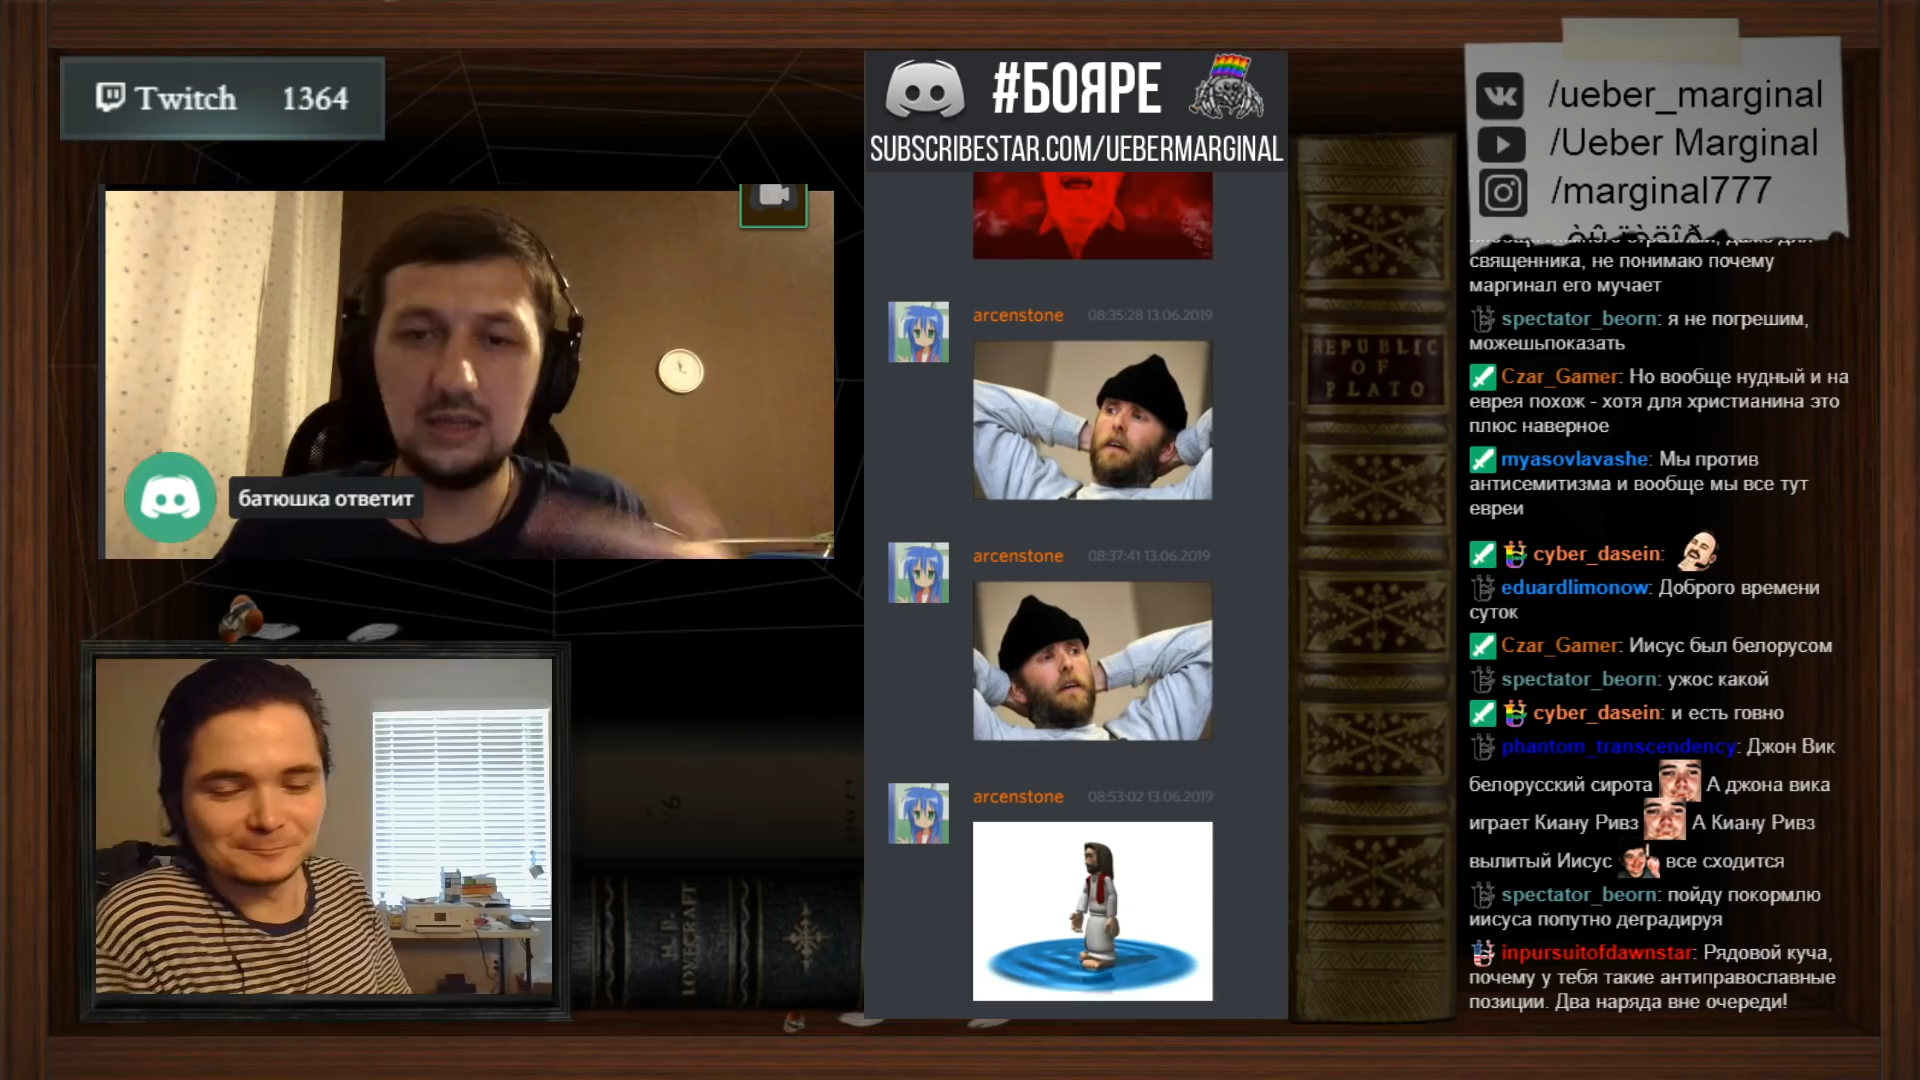 Twitch 1364
батюшка ответит
#БОЯРЕ
SUBSCRIBESTAR.COM/UEBERMARGINAL
arcenstone 08:35:28 13.06.2019
arcenstone 08:37:41 13.06.2019
arcenstone 08:53:02 13.06.2019
REPUBLIC
OF
PLATO
H. P.
LOVECRAFT
/ueber_marginal
/Ueber Marginal
/marginal777
священника, не понимаю почему
маргинал его мучает
spectator_beorn: я не погрешим,
можешьпоказать
Czar_Gamer: Но вообще нудный и на
еврея похож - хотя для христианина это
плюс наверное
myasovlavashe: Мы против
антисемитизма и вообще мы все тут
евреи
cyber_dasein:
eduardlimonow: Доброго времени
суток
Czar_Gamer: Иисус был белорусом
spectator_beorn: ужос какой
cyber_dasein: и есть говно
phantom_transcendency: Джон Вик
белорусский сирота А джона вика
играет Киану Ривз А Киану Ривз
вылитый Иисус все сходится
spectator_beorn: пойду покормлю
иисуса попутно деградируя
inpursuitofdawnstar: Рядовой куча,
почему у тебя такие антиправославные
позиции. Два наряда вне очереди!